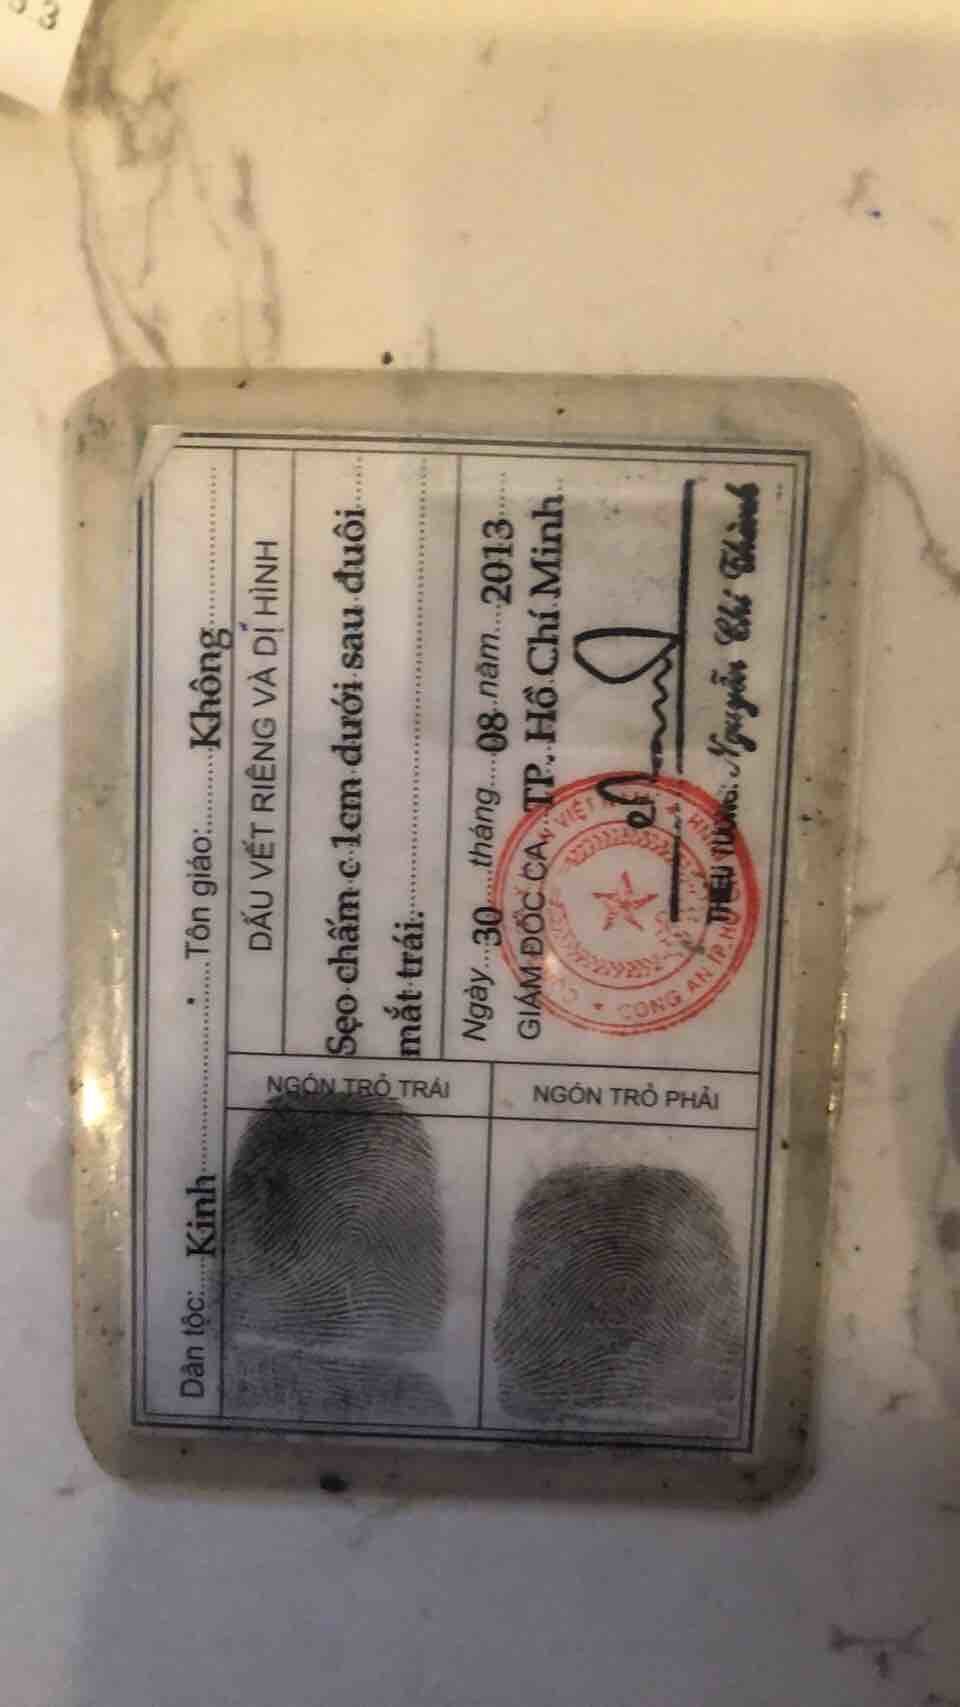 Dân tộc: Kinh Tôn giáo: Không
DẤU VẾT RIÊNG VÀ DỊ HÌNH
Sẹo chấm c 1cm dưới sau đuôi
mắt trái.
Ngày 30 tháng 08 năm 2013
GIÁM ĐỐC CA TP. Hồ Chí Minh
CÔNG AN TP. HỒ
VIỆT
THIẾU TƯỚNG: Nguyễn Chí Thành
NGÓN TRỎ TRÁI
NGÓN TRỎ PHẢI